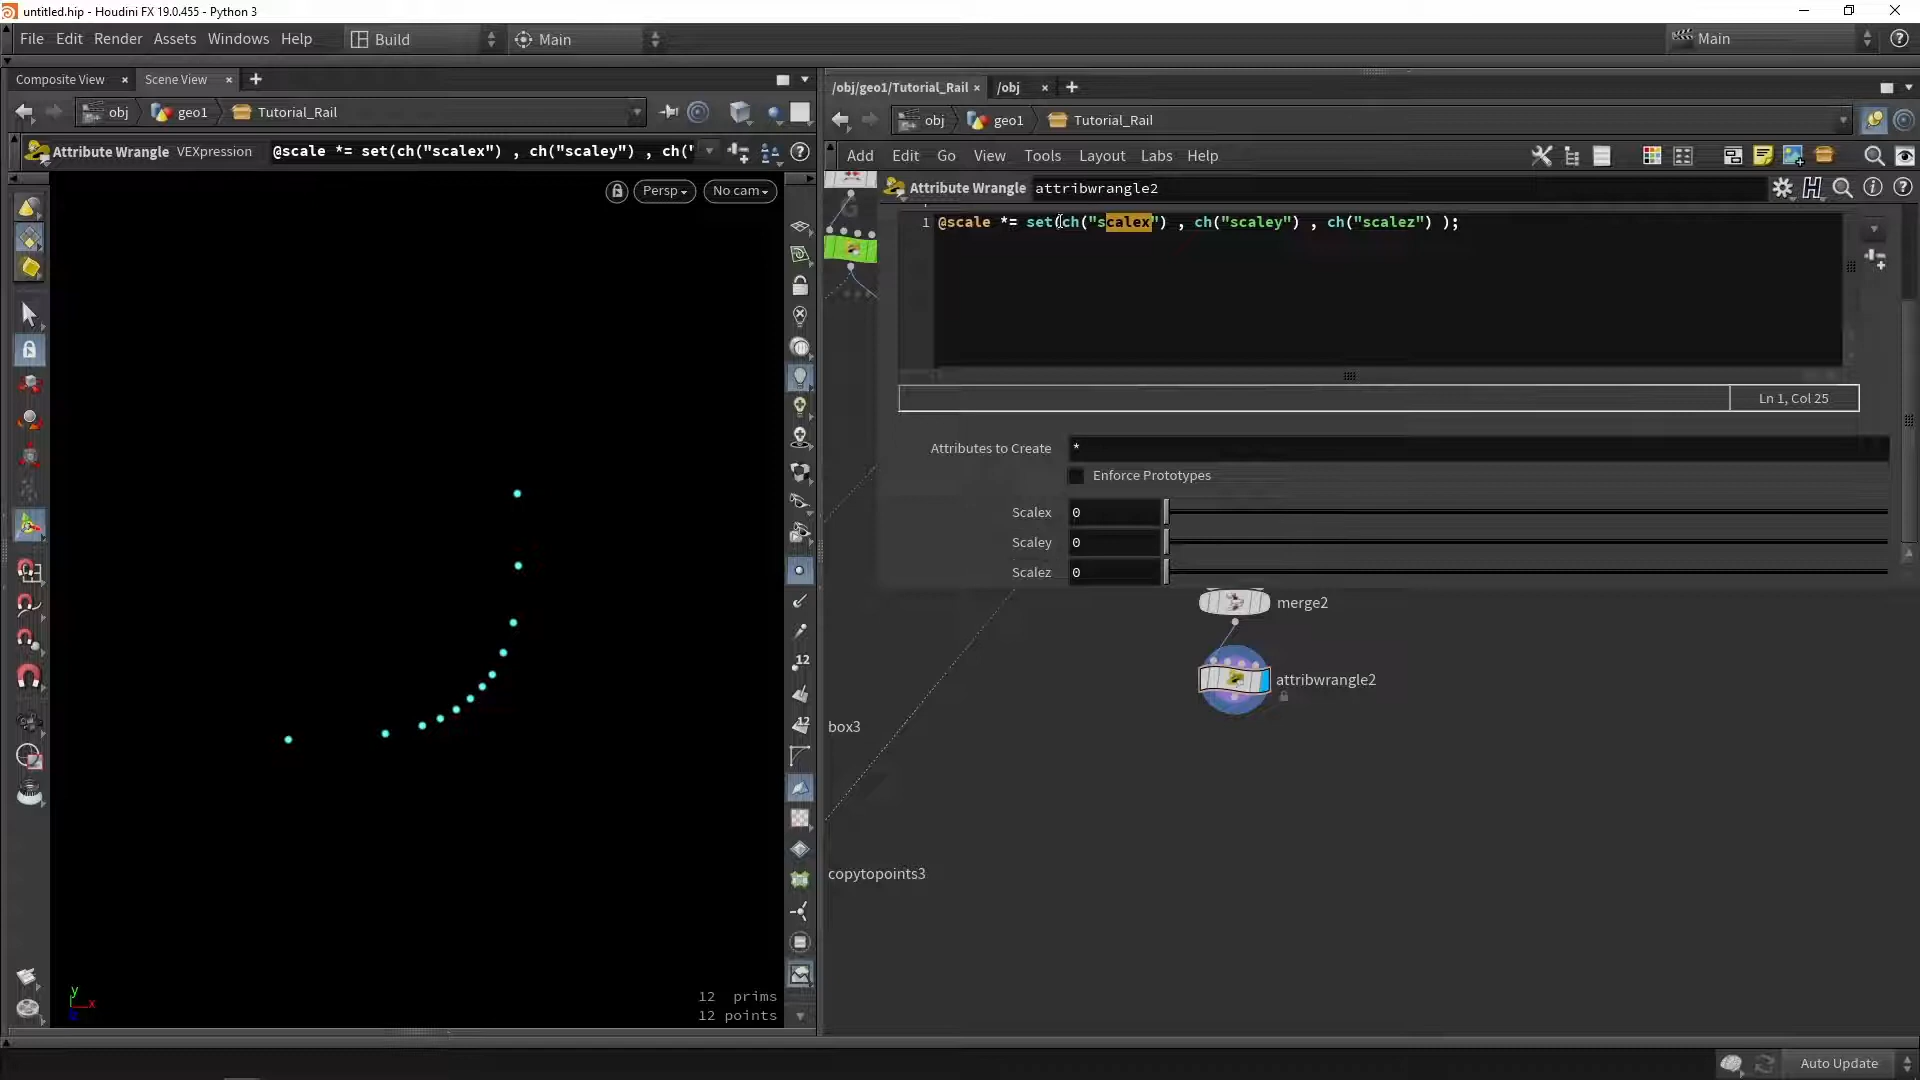 untitled.hip - Houdini FX 19.0.455 - Python 3
File Edit Render Assets Windows Help Build Main Main
Composite View Scene View
obj geo1 Tutorial_Rail
Attribute Wrangle VEXpression @scale *= set(ch("scalex") , ch("scaley") , ch("
Persp No cam
12
12
12 prims
12 points
y
x
/obj/geo1/Tutorial_Rail /obj
obj geo1 Tutorial_Rail
Add Edit Go View Tools Layout Labs Help
Attribute Wrangle attribwrangle2
1 @scale *= set(ch("scalex") , ch("scaley") , ch("scalez") );
Ln 1, Col 25
Attributes to Create *
Enforce Prototypes
Scalex 0
Scaley 0
Scalez 0
merge2
attribwrangle2
box3
copytopoints3
Auto Update